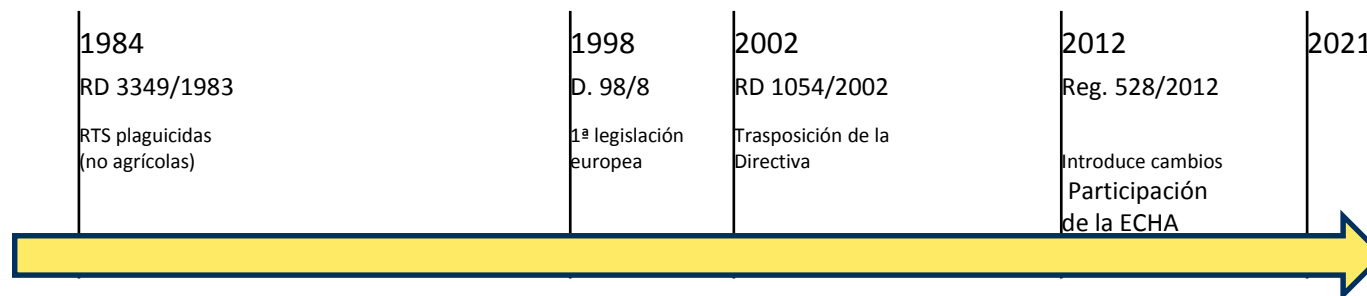 1984
RD 3349/1983
RTS plaguicidas
(no agrícolas)
1998
D. 98/8
1ª legislación
europea
2002
RD 1054/2002
Trasposición de la
Directiva
2012
Reg. 528/2012
Introduce cambios
Participación
de la ECHA
2021